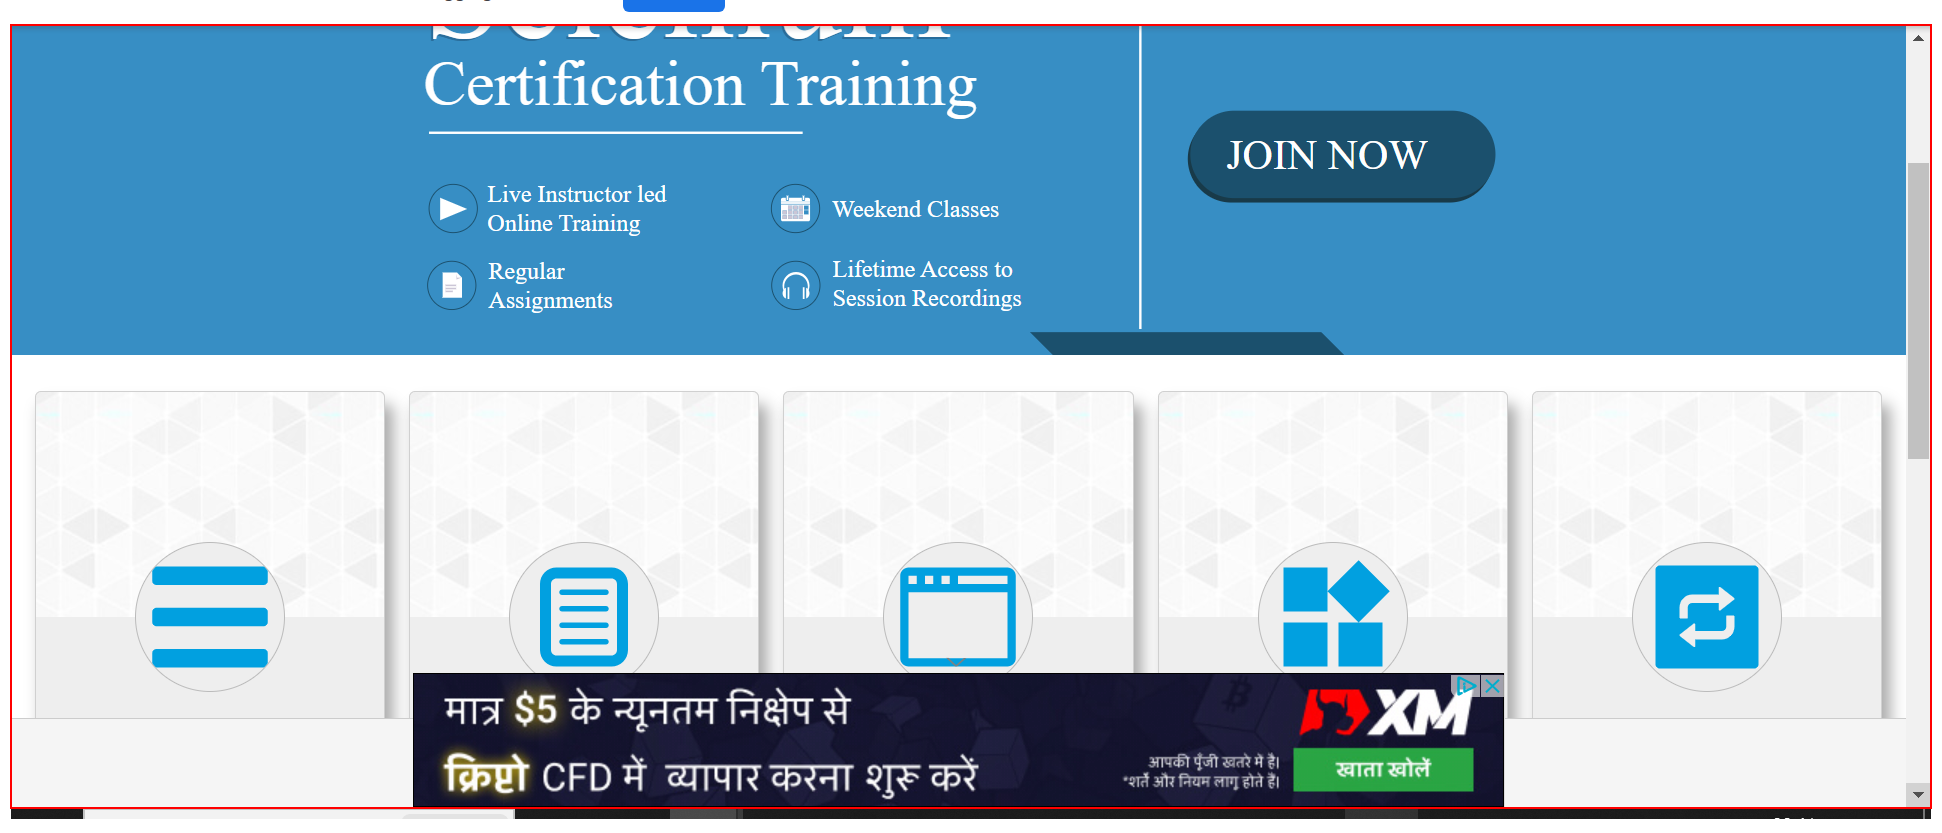 Certification Training
JOIN NOW
Live Instructor led
Online Training
Weekend Classes
Regular
Assignments
Lifetime Access to
Session Recordings
मात्र $5 के न्यूनतम निक्षेप से
क्रिप्टो CFD में व्यापार करना शुरू करें
XM
आपकी पूँजी खतरे में है।
*शर्ते और नियम लागू होते हैं।
खाता खोलें